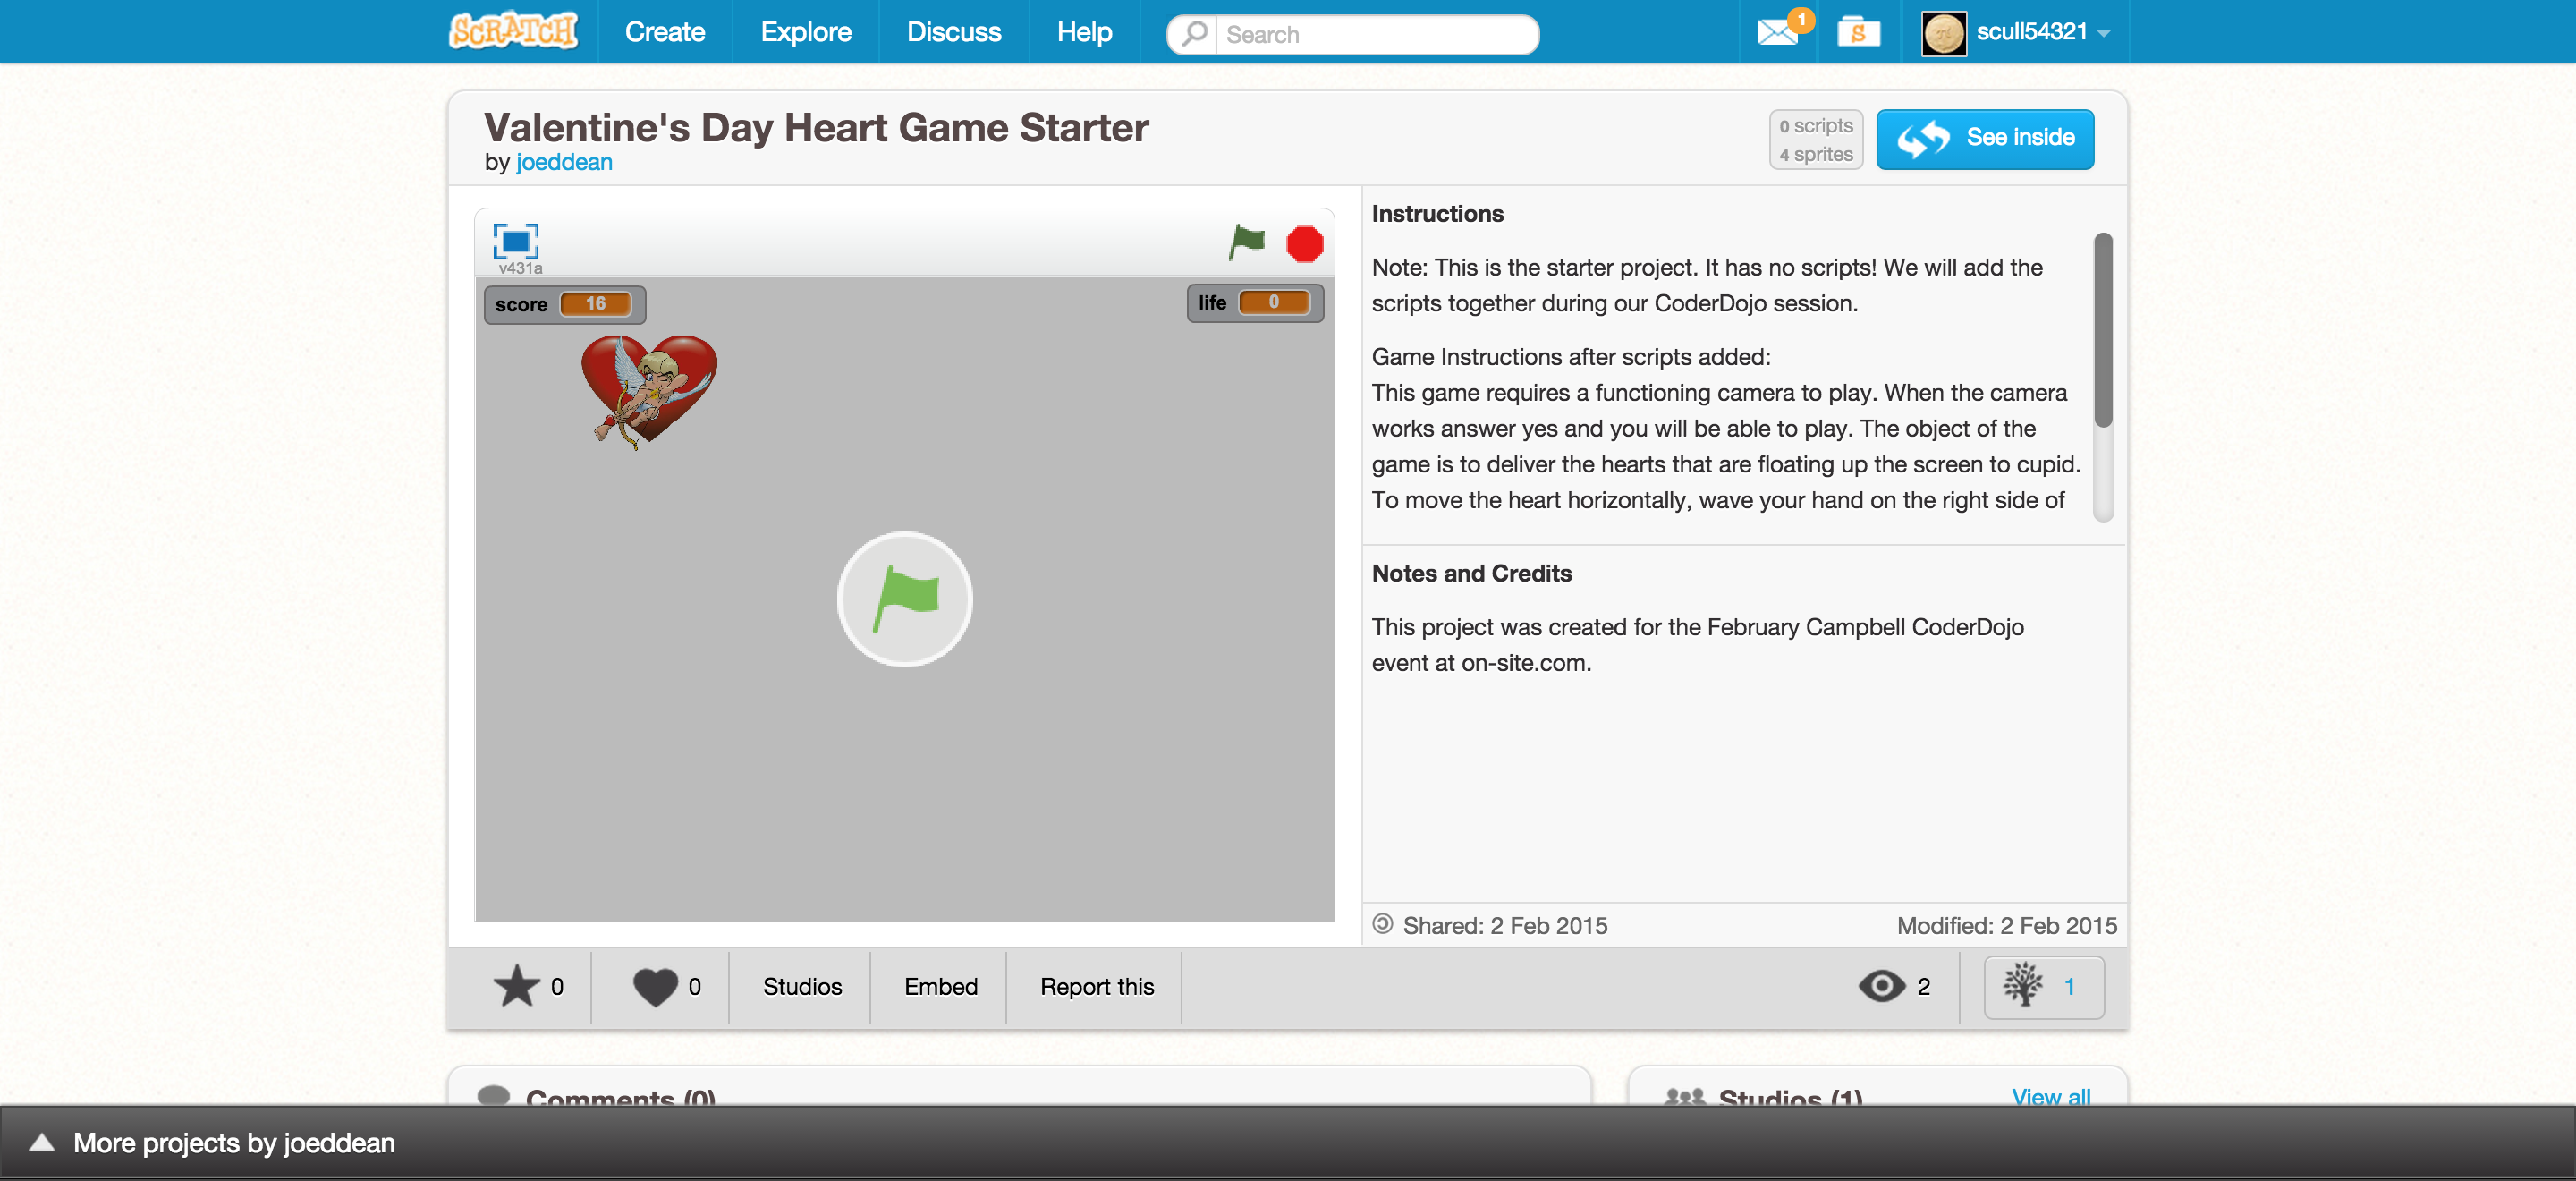 SCRATCH
Create
Explore
Discuss
Help
Search
1
S
scull54321
Valentine's Day Heart Game Starter
by joeddean
0 scripts
4 sprites
See inside
v431a
score 16
life 0
Instructions
Note: This is the starter project. It has no scripts! We will add the
scripts together during our CoderDojo session.
Game Instructions after scripts added:
This game requires a functioning camera to play. When the camera
works answer yes and you will be able to play. The object of the
game is to deliver the hearts that are floating up the screen to cupid.
To move the heart horizontally, wave your hand on the right side of
Notes and Credits
This project was created for the February Campbell CoderDojo
event at on-site.com.
Shared: 2 Feb 2015
Modified: 2 Feb 2015
0
0
Studios
Embed
Report this
2
1
Comments (0)
Studios (1)
View all
More projects by joeddean